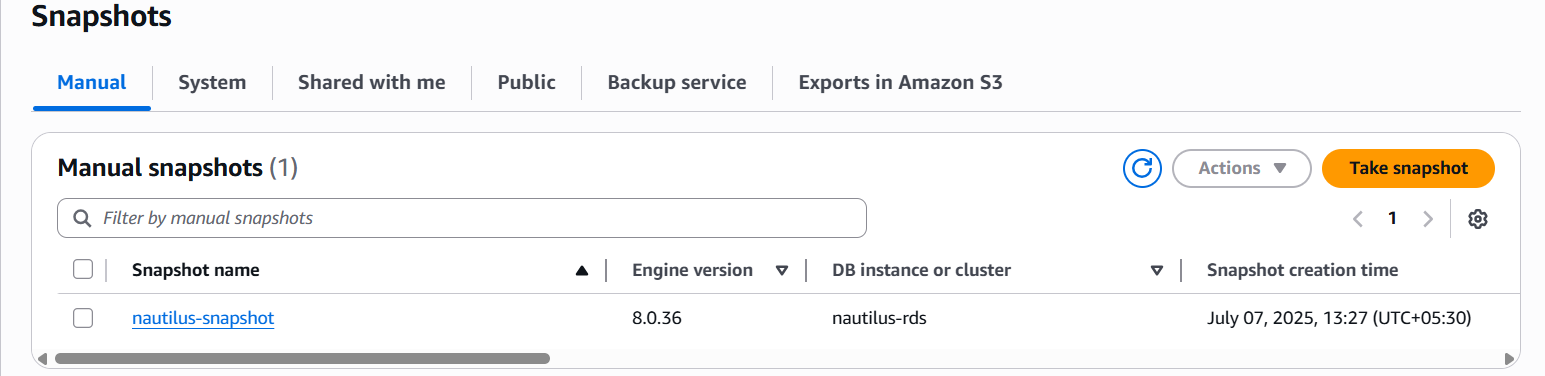 Snapshots
Manual System Shared with me Public Backup service Exports in Amazon S3
Manual snapshots (1) Actions Take snapshot
Filter by manual snapshots 1
Snapshot name Engine version DB instance or cluster Snapshot creation time
nautilus-snapshot 8.0.36 nautilus-rds July 07, 2025, 13:27 (UTC+05:30)